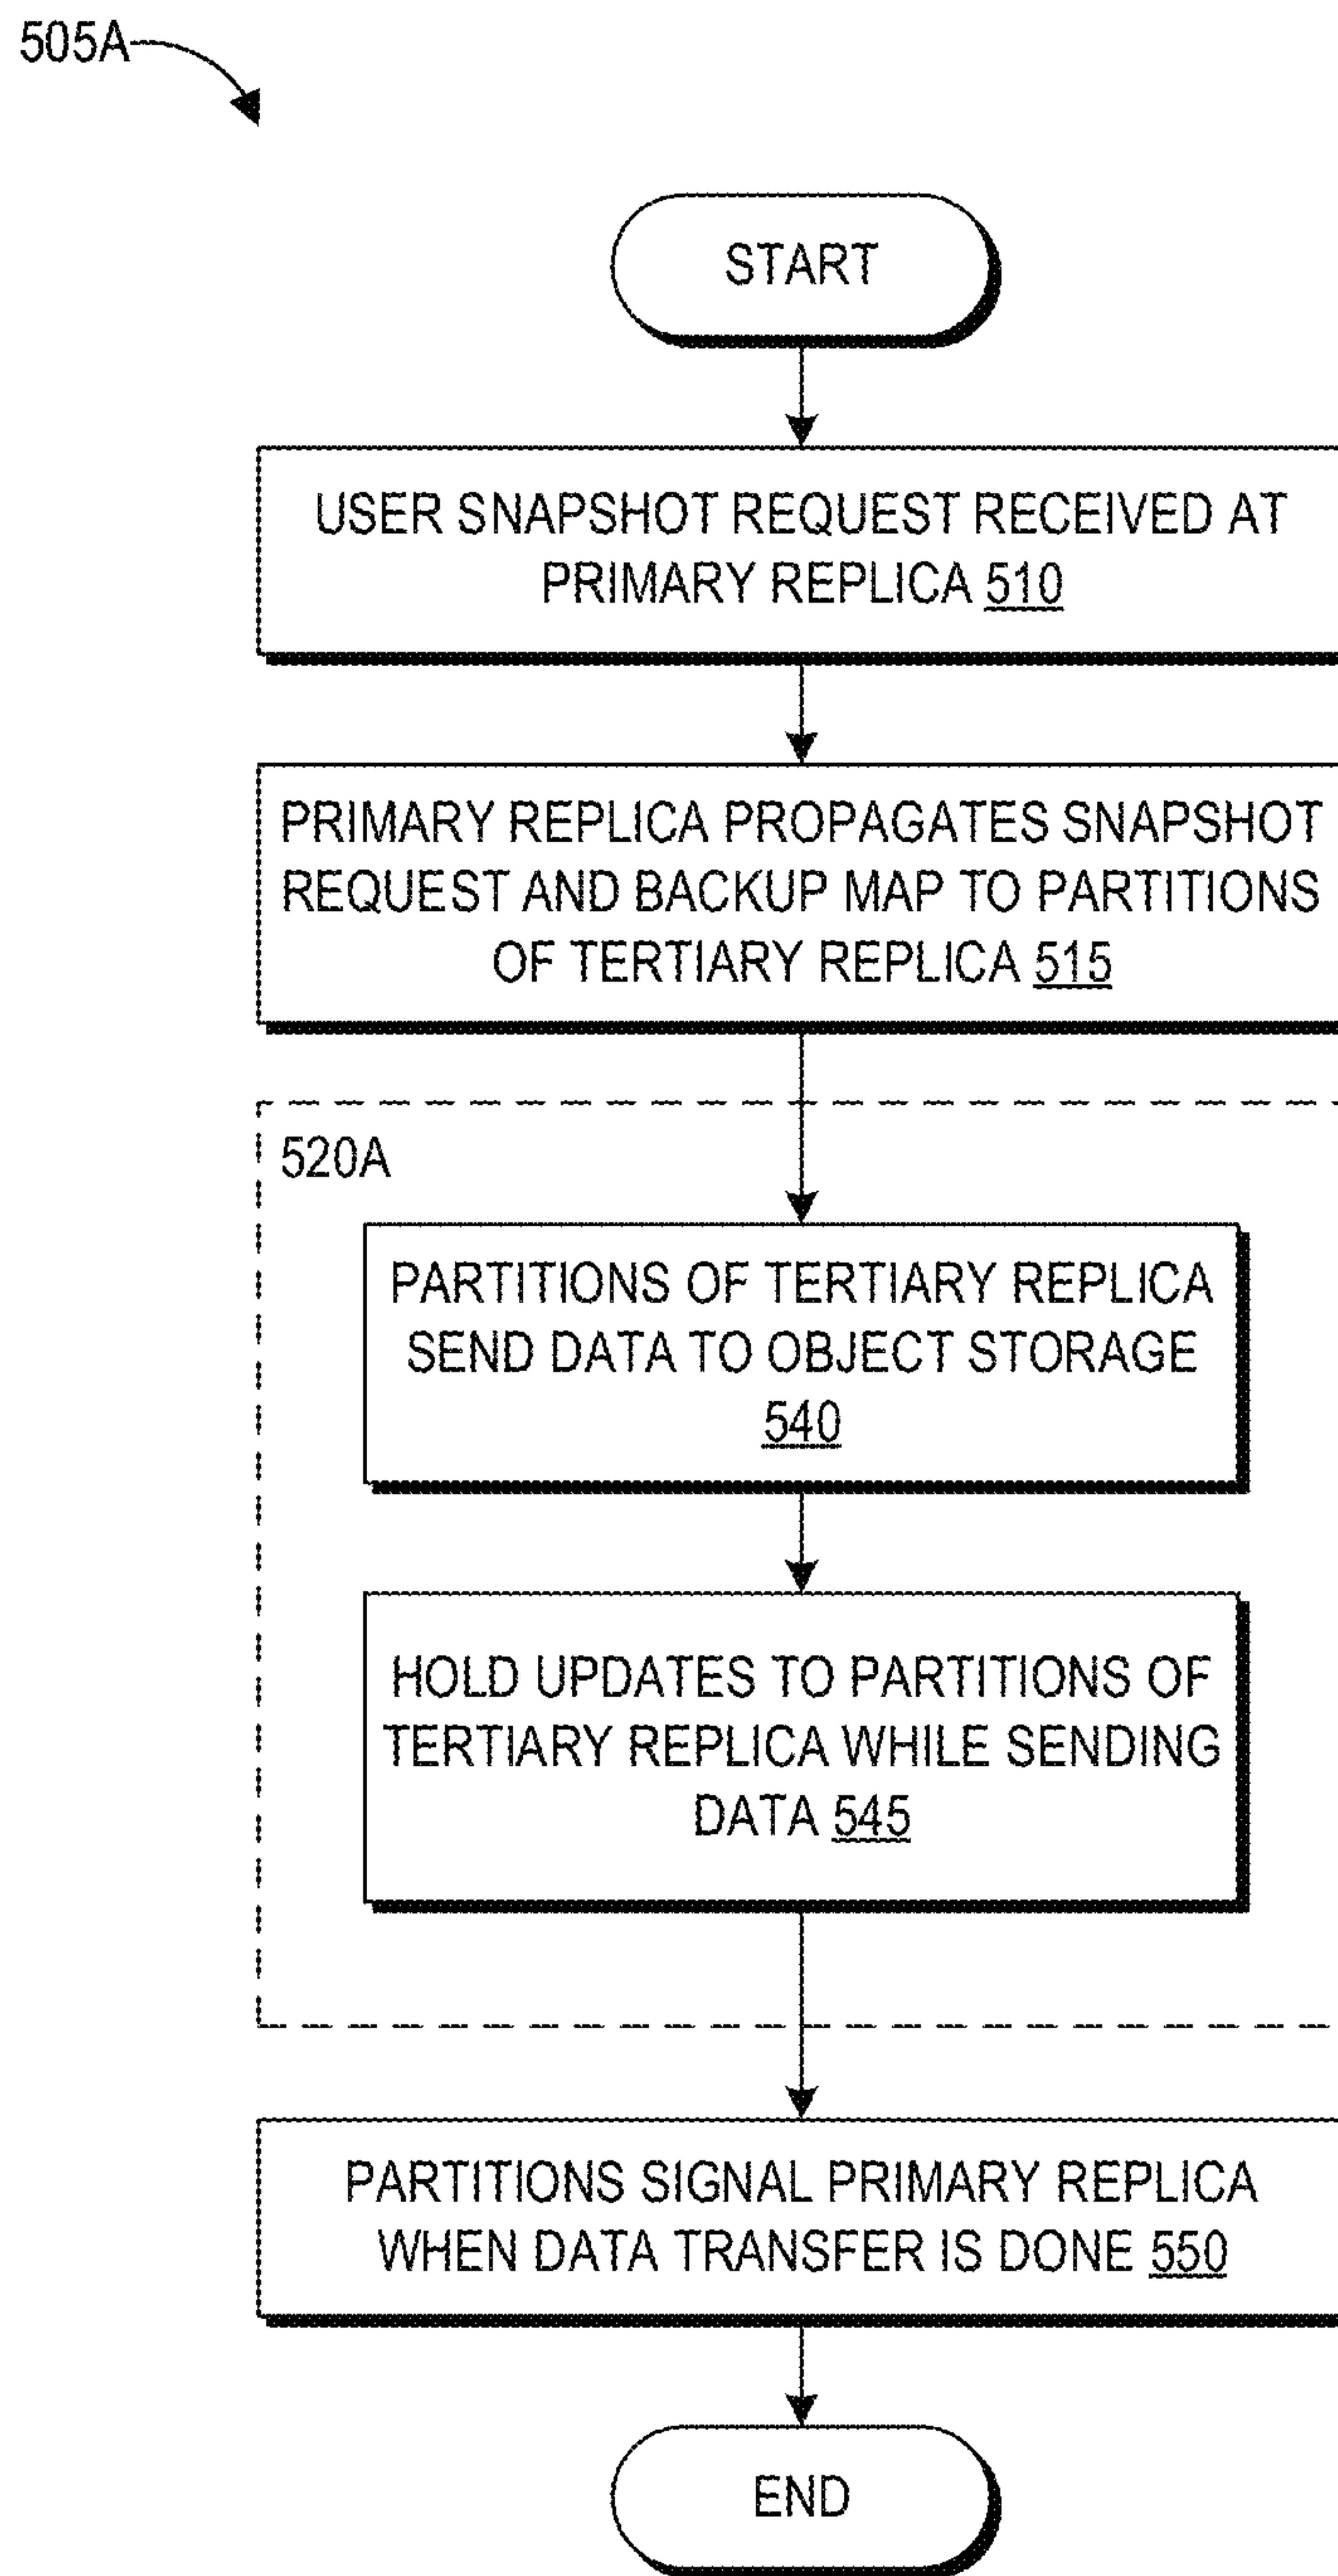 505A
START
USER SNAPSHOT REQUEST RECEIVED AT
PRIMARY REPLICA 510
PRIMARY REPLICA PROPAGATES SNAPSHOT
REQUEST AND BACKUP MAP TO PARTITIONS
OF TERTIARY REPLICA 515
520A
PARTITIONS OF TERTIARY REPLICA
SEND DATA TO OBJECT STORAGE
540
HOLD UPDATES TO PARTITIONS OF
TERTIARY REPLICA WHILE SENDING
DATA 545
PARTITIONS SIGNAL PRIMARY REPLICA
WHEN DATA TRANSFER IS DONE 550
END